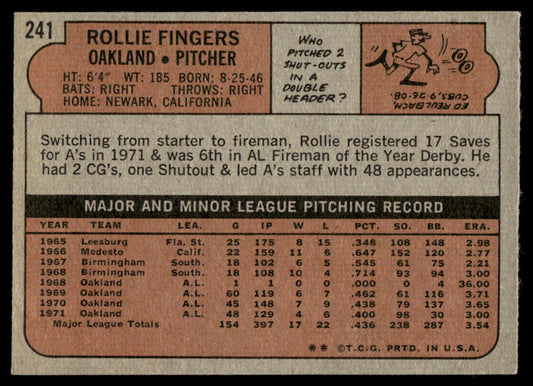 241
ROLLIE FINGERS
OAKLAND • PITCHER
HT: 6'4" WT: 185 BORN: 8-25-46
BATS: RIGHT THROWS: RIGHT
HOME: NEWARK, CALIFORNIA
WHO
PITCHED 2
SHUT-OUTS
IN A
DOUBLE
HEADER?
ED REULBACH,
CUBS, 9-26-08.
Switching from starter to fireman, Rollie registered 17 Saves
for A's in 1971 & was 6th in AL Fireman of the Year Derby. He
had 2 CG's, one Shutout & led A's staff with 48 appearances.
MAJOR AND MINOR LEAGUE PITCHING RECORD
YEAR TEAM LEA. G IP W L PCT. SO. BB. ERA.
1965 Leesburg Fla. St. 25 175 8 15 .348 108 148 2.98
1966 Modesto Calif. 22 159 11 6 .647 152 120 2.77
1967 Birmingham South. 18 102 6 5 .545 61 75 2.21
1968 Birmingham South. 18 108 10 4 .714 93 94 3.00
1968 Oakland A.L. 1 1 0 0 .000 0 4 36.00
1969 Oakland A.L. 60 119 6 7 .462 61 116 3.71
1970 Oakland A.L. 45 148 7 9 .438 79 137 3.65
1971 Oakland A.L. 48 129 4 6 .400 98 30 3.00
Major League Totals 154 397 17 22 .436 238 287 3.54
** © T.C.G. PRTD. IN U.S.A.